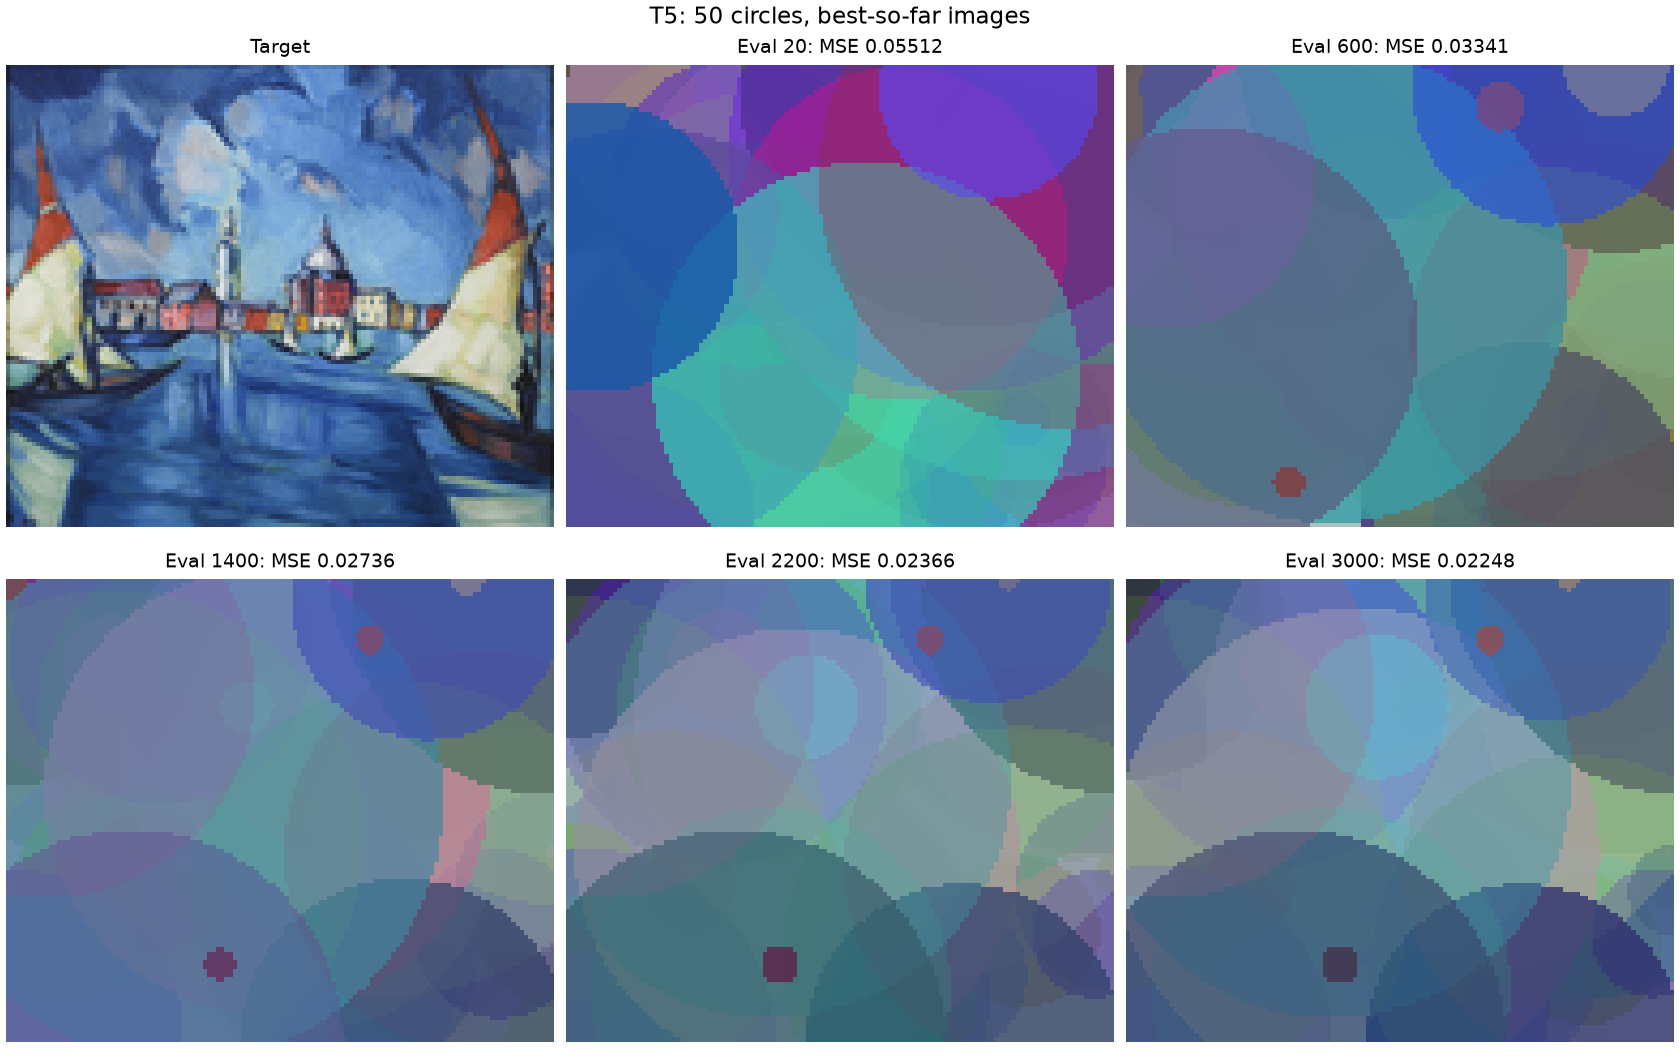 T5: 50 circles, best-so-far images
Target
Eval 20: MSE 0.05512
Eval 600: MSE 0.03341
Eval 1400: MSE 0.02736
Eval 2200: MSE 0.02366
Eval 3000: MSE 0.02248